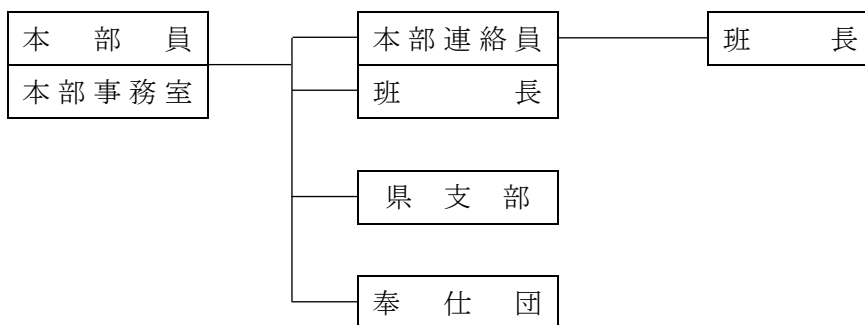 本部員
本部連絡員
班長
本部事務室
班長
県支部
奉仕団